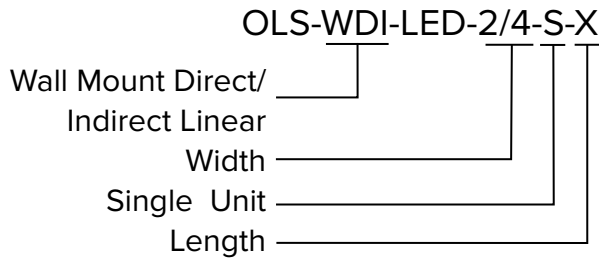 OLS-WDI-LED-2/4-S-X
Wall Mount Direct/
Indirect Linear
Width
Single Unit
Length